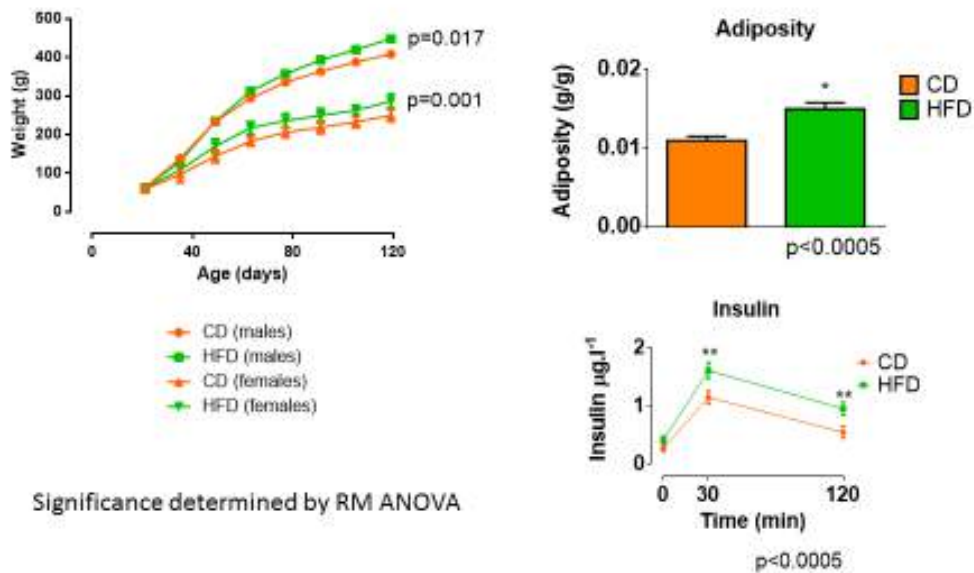 500
400
300
200
100
0
Weight (g)
p=0.017
p=0.001
0 40 80 120
Age (days)
CD (males)
HFD (males)
CD (females)
HFD (females)
Significance determined by RM ANOVA
Adiposity
0.02
0.01
0.00
Adiposity (g/g)
*
CD
HFD
p<0.0005
Insulin
2
1
0
Insulin µg.l⁻¹
**
**
CD
HFD
0 30 120
Time (min)
p<0.0005